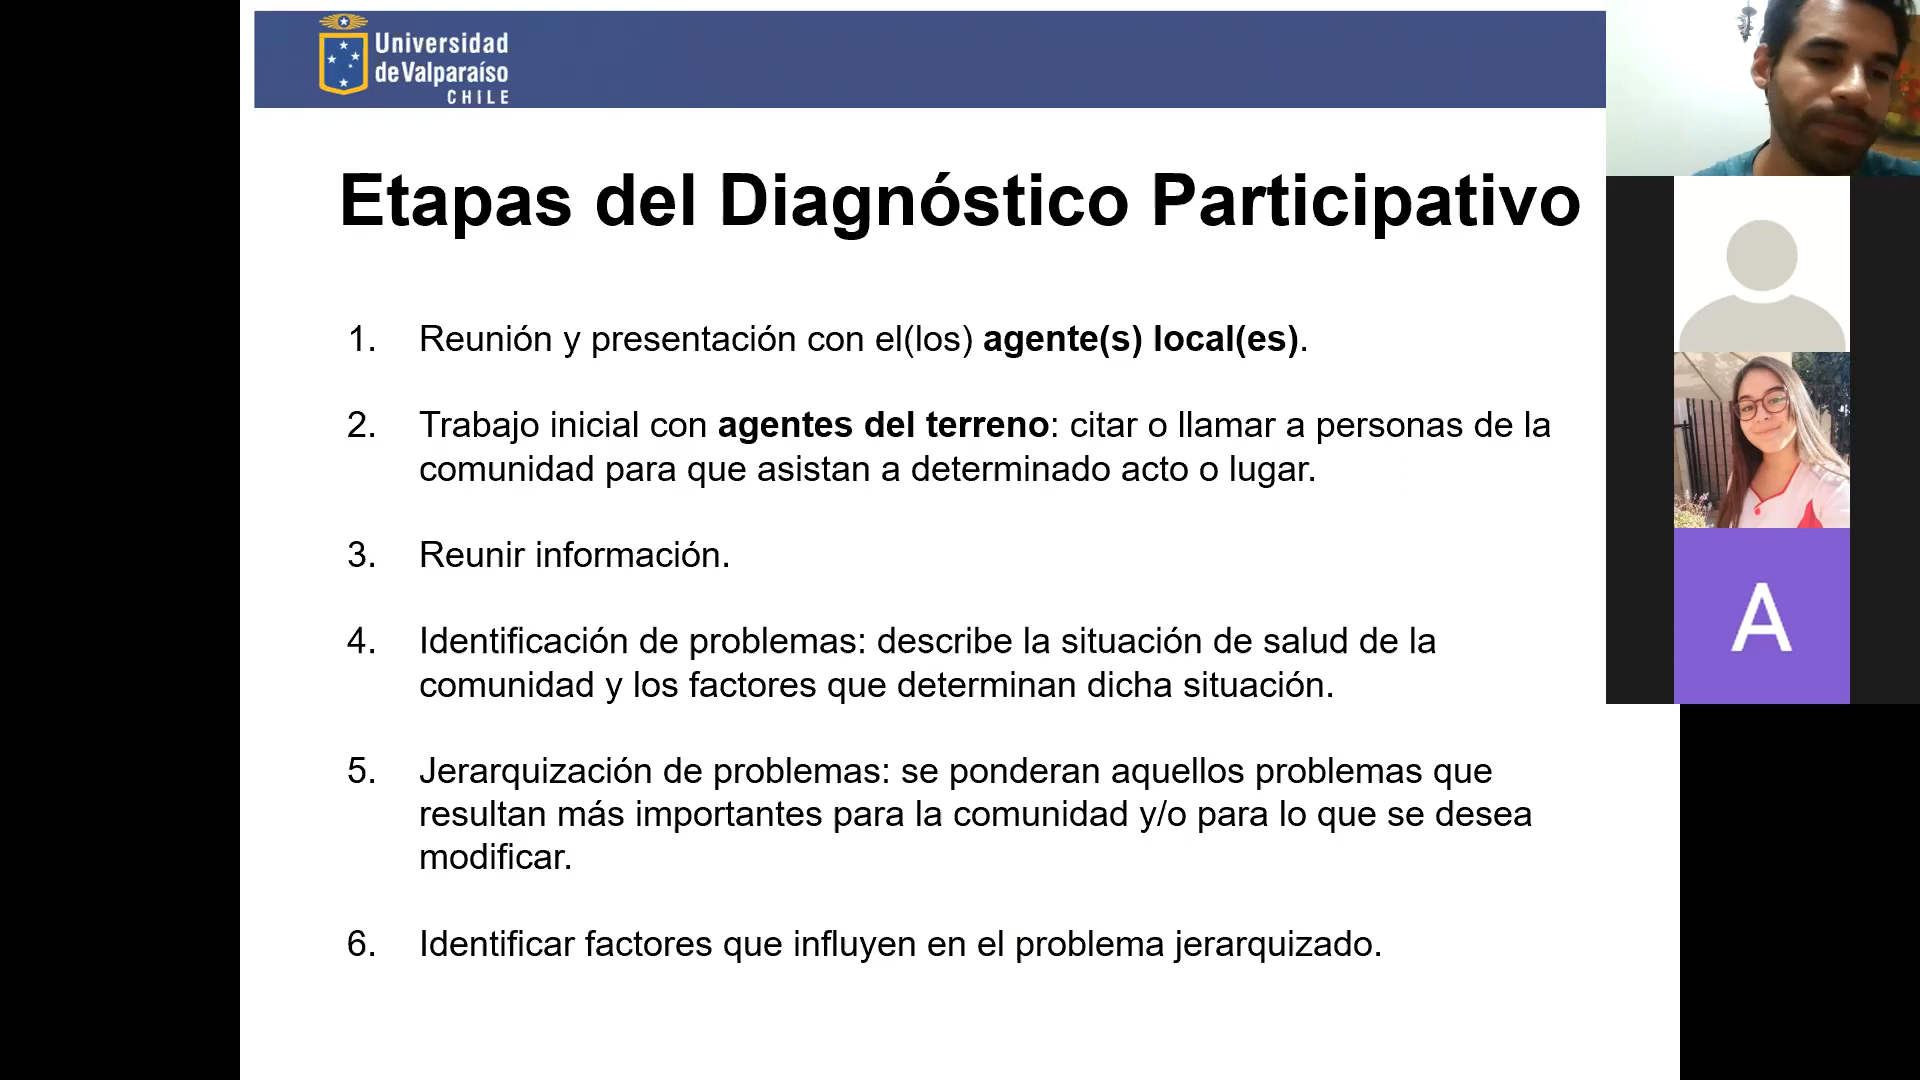 Universidad
de Valparaíso
CHILE
Etapas del Diagnóstico Participativo
1. Reunión y presentación con el(los) agente(s) local(es).
2. Trabajo inicial con agentes del terreno: citar o llamar a personas de la
comunidad para que asistan a determinado acto o lugar.
3. Reunir información.
4. Identificación de problemas: describe la situación de salud de la
comunidad y los factores que determinan dicha situación.
5. Jerarquización de problemas: se ponderan aquellos problemas que
resultan más importantes para la comunidad y/o para lo que se desea
modificar.
6. Identificar factores que influyen en el problema jerarquizado.
A